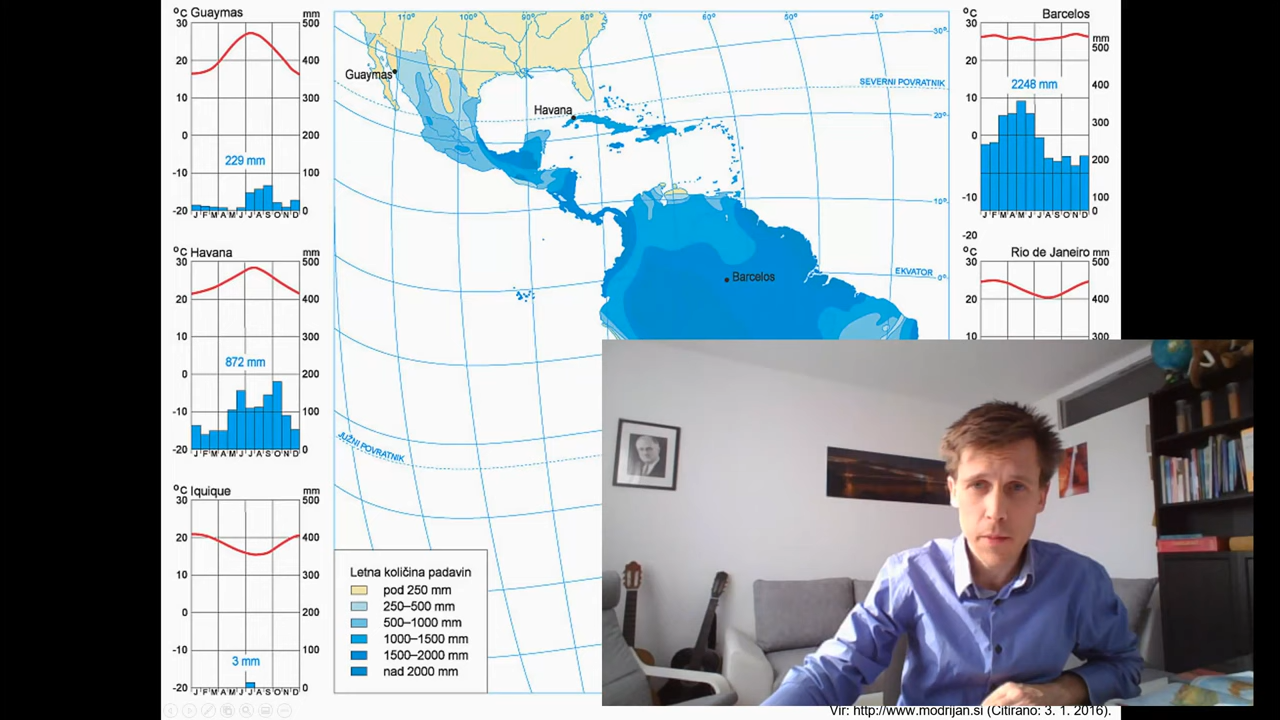 °C Guaymas mm
30 500
20 400
10 300
0 200
229 mm
-10 100
-20 0
J F M A M J J A S O N D
°C Havana mm
30 500
20 400
10 300
872 mm
0 200
-10 100
-20 0
J F M A M J J A S O N D
°C Iquique mm
30 500
20 400
10 300
0 200
3 mm
-10 100
-20 0
J F M A M J J A S O N D
110° 100° 90° 80° 70° 60° 50° 40°
30°
Guaymas
SEVERNI POVRATNIK
Havana
20°
10°
EKVATOR
0°
Barcelos
JUŽNI POVRATNIK
Letna količina padavin
pod 250 mm
250–500 mm
500–1000 mm
1000–1500 mm
1500–2000 mm
nad 2000 mm
°C Barcelos
30 mm
500
20 400
2248 mm
10 300
0 200
-10 100
0
J F M A M J J A S O N D
-20
°C Rio de Janeiro mm
30 500
20 400
10 300
Vir: http://www.modrijan.si (Citirano: 3. 1. 2016).